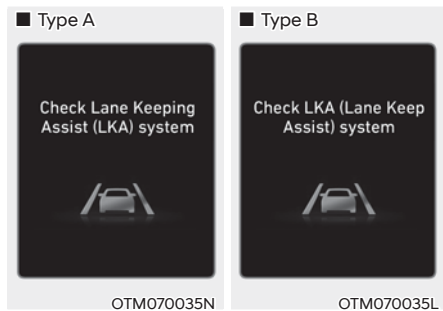 ■ Type A
Check Lane Keeping
Assist (LKA) system
OTM070035N
■ Type B
Check LKA (Lane Keep
Assist) system
OTM070035L